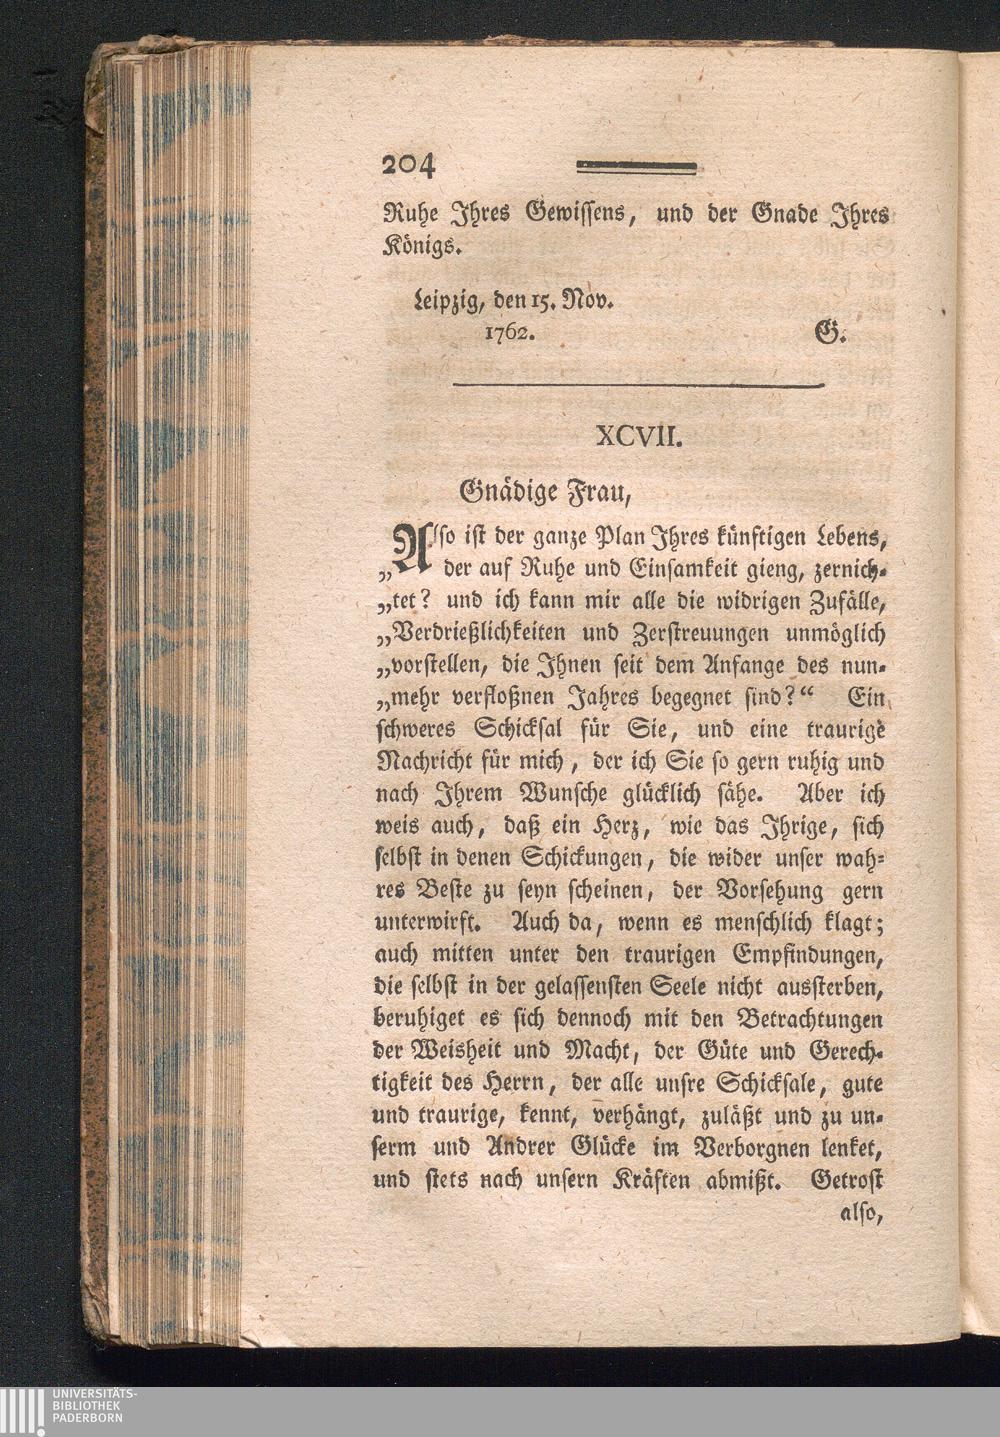 204
Ruhe Ihres Gewissens, und der Gnade Ihres
Königs.
Leipzig, den 15. Nov.
1762. G.
XCVII.
Gnädige Frau,
Also ist der ganze Plan Ihres künftigen Lebens,
„ der auf Ruhe und Einsamkeit gieng, zernich-
„tet? und ich kann mir alle die widrigen Zufälle,
„Verdrießlichkeiten und Zerstreuungen unmöglich
„vorstellen, die Ihnen seit dem Anfange des nun-
„mehr verfloßnen Jahres begegnet sind?“ Ein
schweres Schicksal für Sie, und eine traurige
Nachricht für mich, der ich Sie so gern ruhig und
nach Ihrem Wunsche glücklich sähe. Aber ich
weis auch, daß ein Herz, wie das Ihrige, sich
selbst in denen Schickungen, die wider unser wah-
res Beste zu seyn scheinen, der Vorsehung gern
unterwirft. Auch da, wenn es menschlich klagt;
auch mitten unter den traurigen Empfindungen,
die selbst in der gelassensten Seele nicht aussterben,
beruhiget es sich dennoch mit den Betrachtungen
der Weisheit und Macht, der Güte und Gerech-
tigkeit des Herrn, der alle unsre Schicksale, gute
und traurige, kennt, verhängt, zuläßt und zu un-
serm und Andrer Glücke im Verborgnen lenket,
und stets nach unsern Kräften abmißt. Getrost
also,
UNIVERSITÄTS-
BIBLIOTHEK
PADERBORN